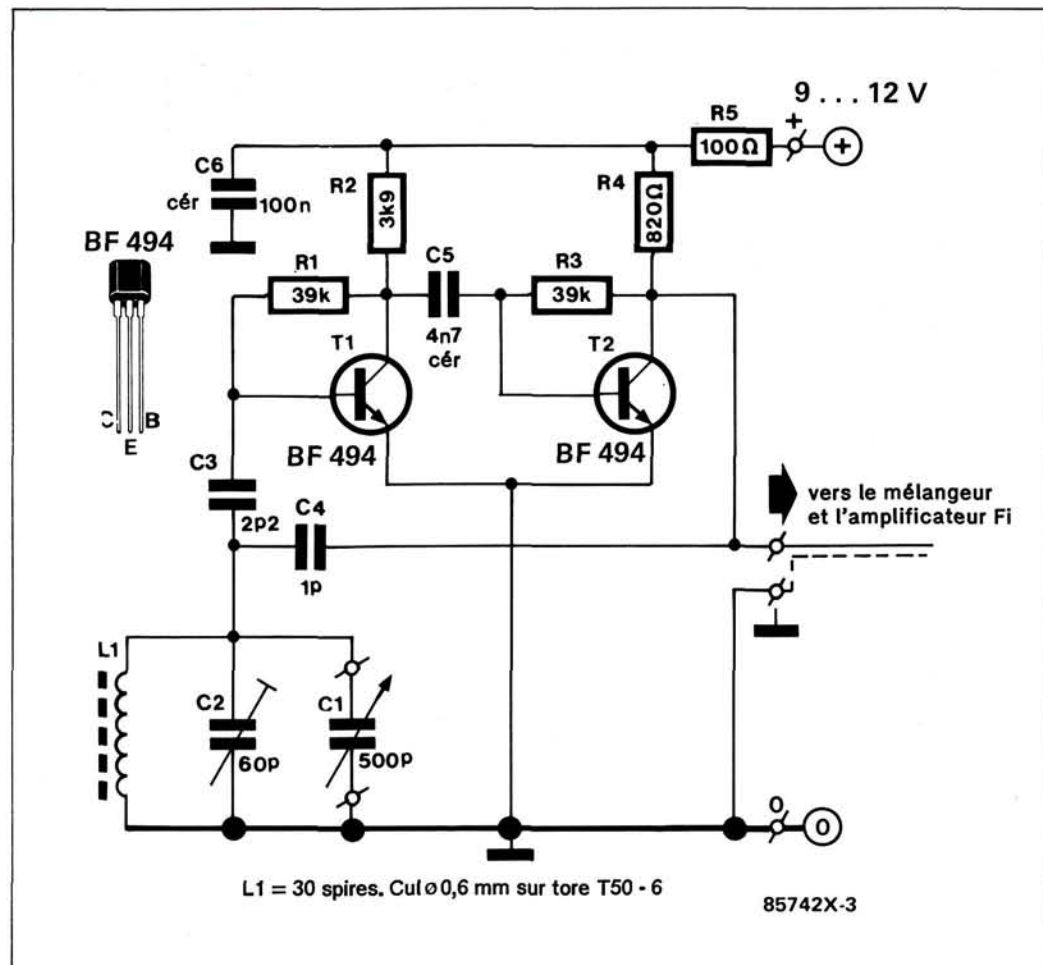 9 . . . 12 V
R5
+
100Ω
+
C6
cér
100n
R2
3k9
R4
820Ω
BF 494
R1
39k
C5
4n7
cér
R3
39k
T1
T2
C
B
E
BF 494
BF 494
C3
2p2
C4
1p
vers le mélangeur
et l'amplificateur Fi
L1
C2
60p
C1
500p
0
0
L1 = 30 spires. Cul ø 0,6 mm sur tore T50 - 6
85742X-3